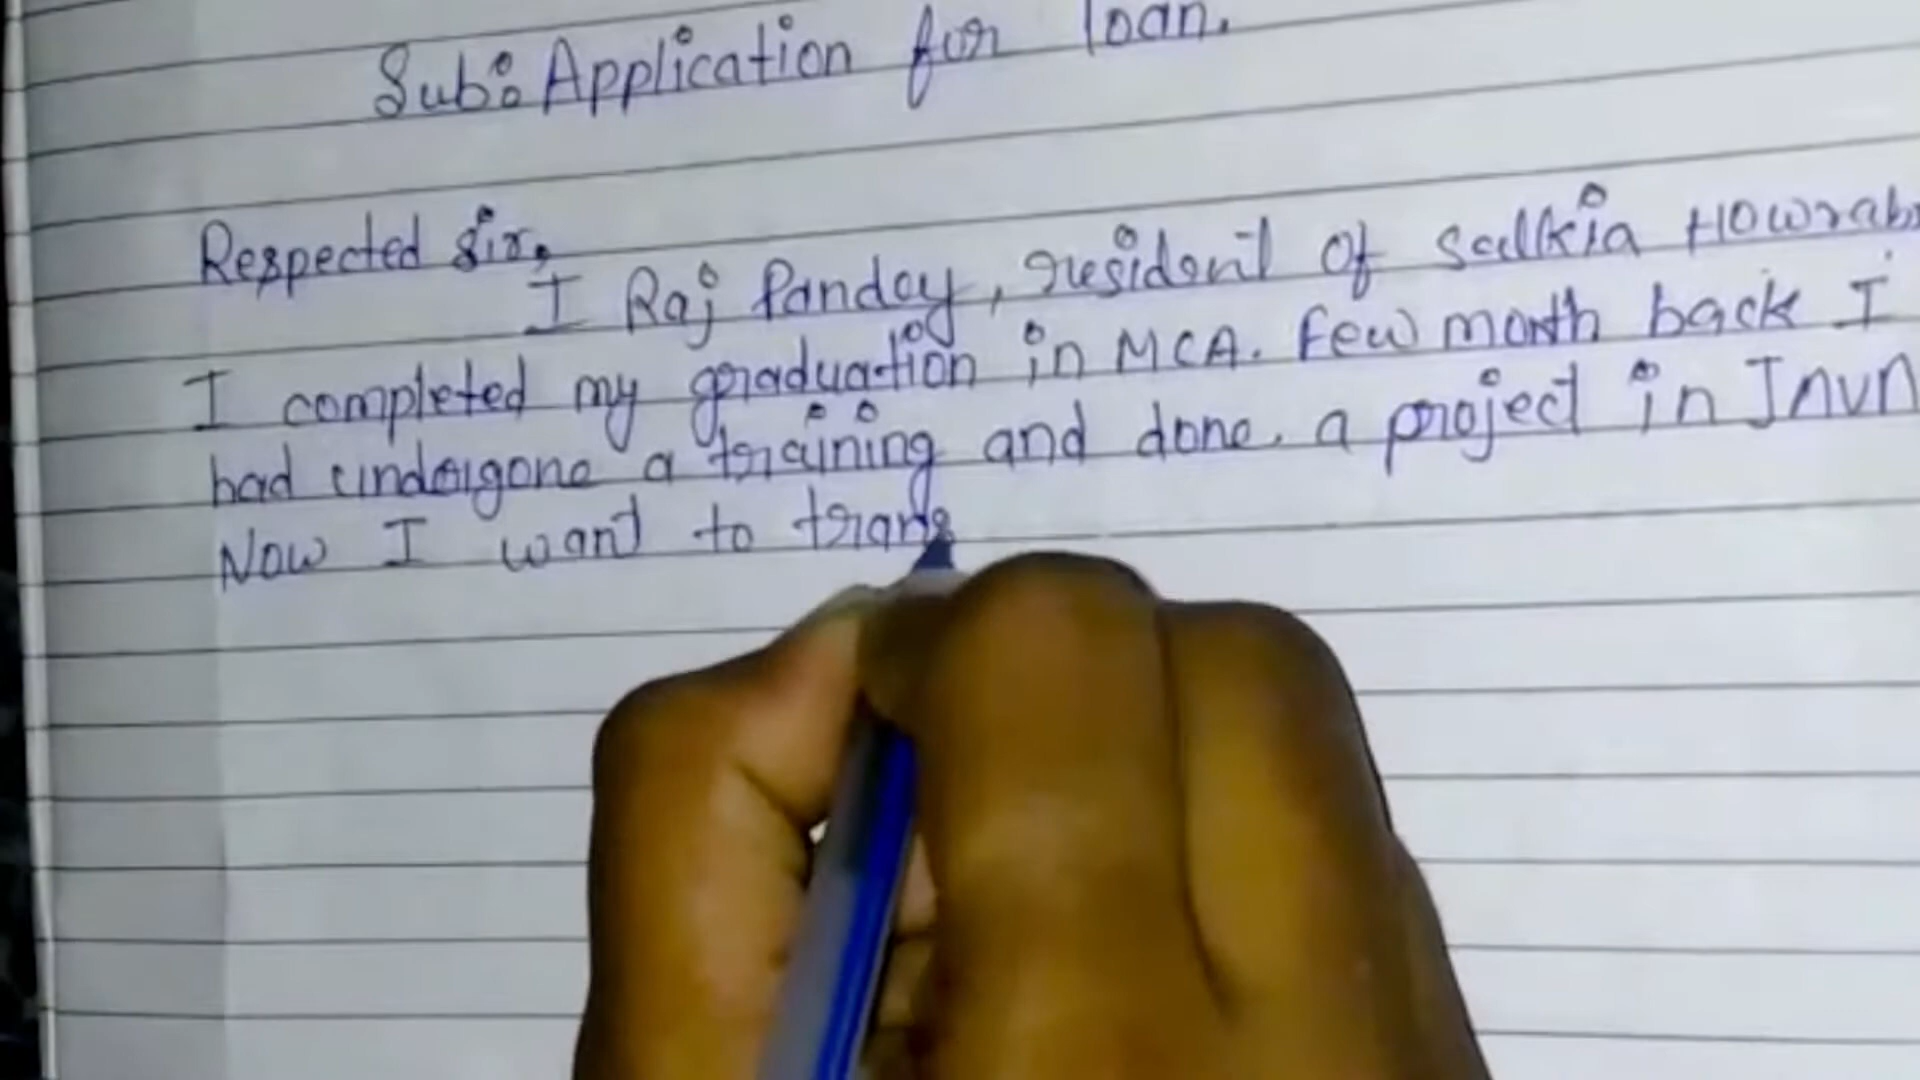 Sub: Application for loan.
Respected Sir,
I Raj Panday, resident of Salkia Howrah
I completed my graduation in MCA. Few month back I
had undergone a training and done a project in
Now I want to trans